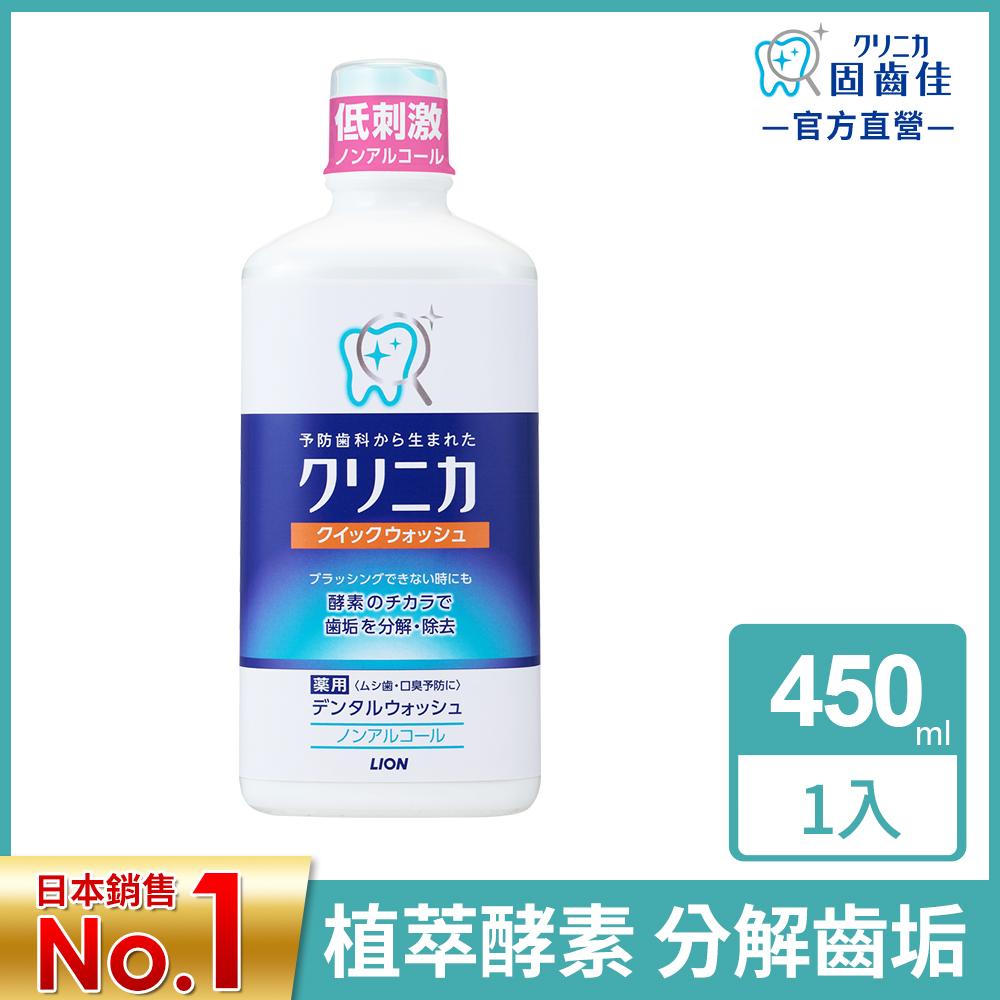 クリニカ
固齒佳
官方直營
低刺激
ノンアルコール
予防歯科から生まれた
クリニカ
クイックウォッシュ
ブラッシングできない時にも
酵素のチカラで
歯垢を分解・除去
薬用〈ムシ歯・口臭予防に〉
デンタルウォッシュ
ノンアルコール
LION
450ml
1入
日本銷售
No.1
植萃酵素 分解齒垢